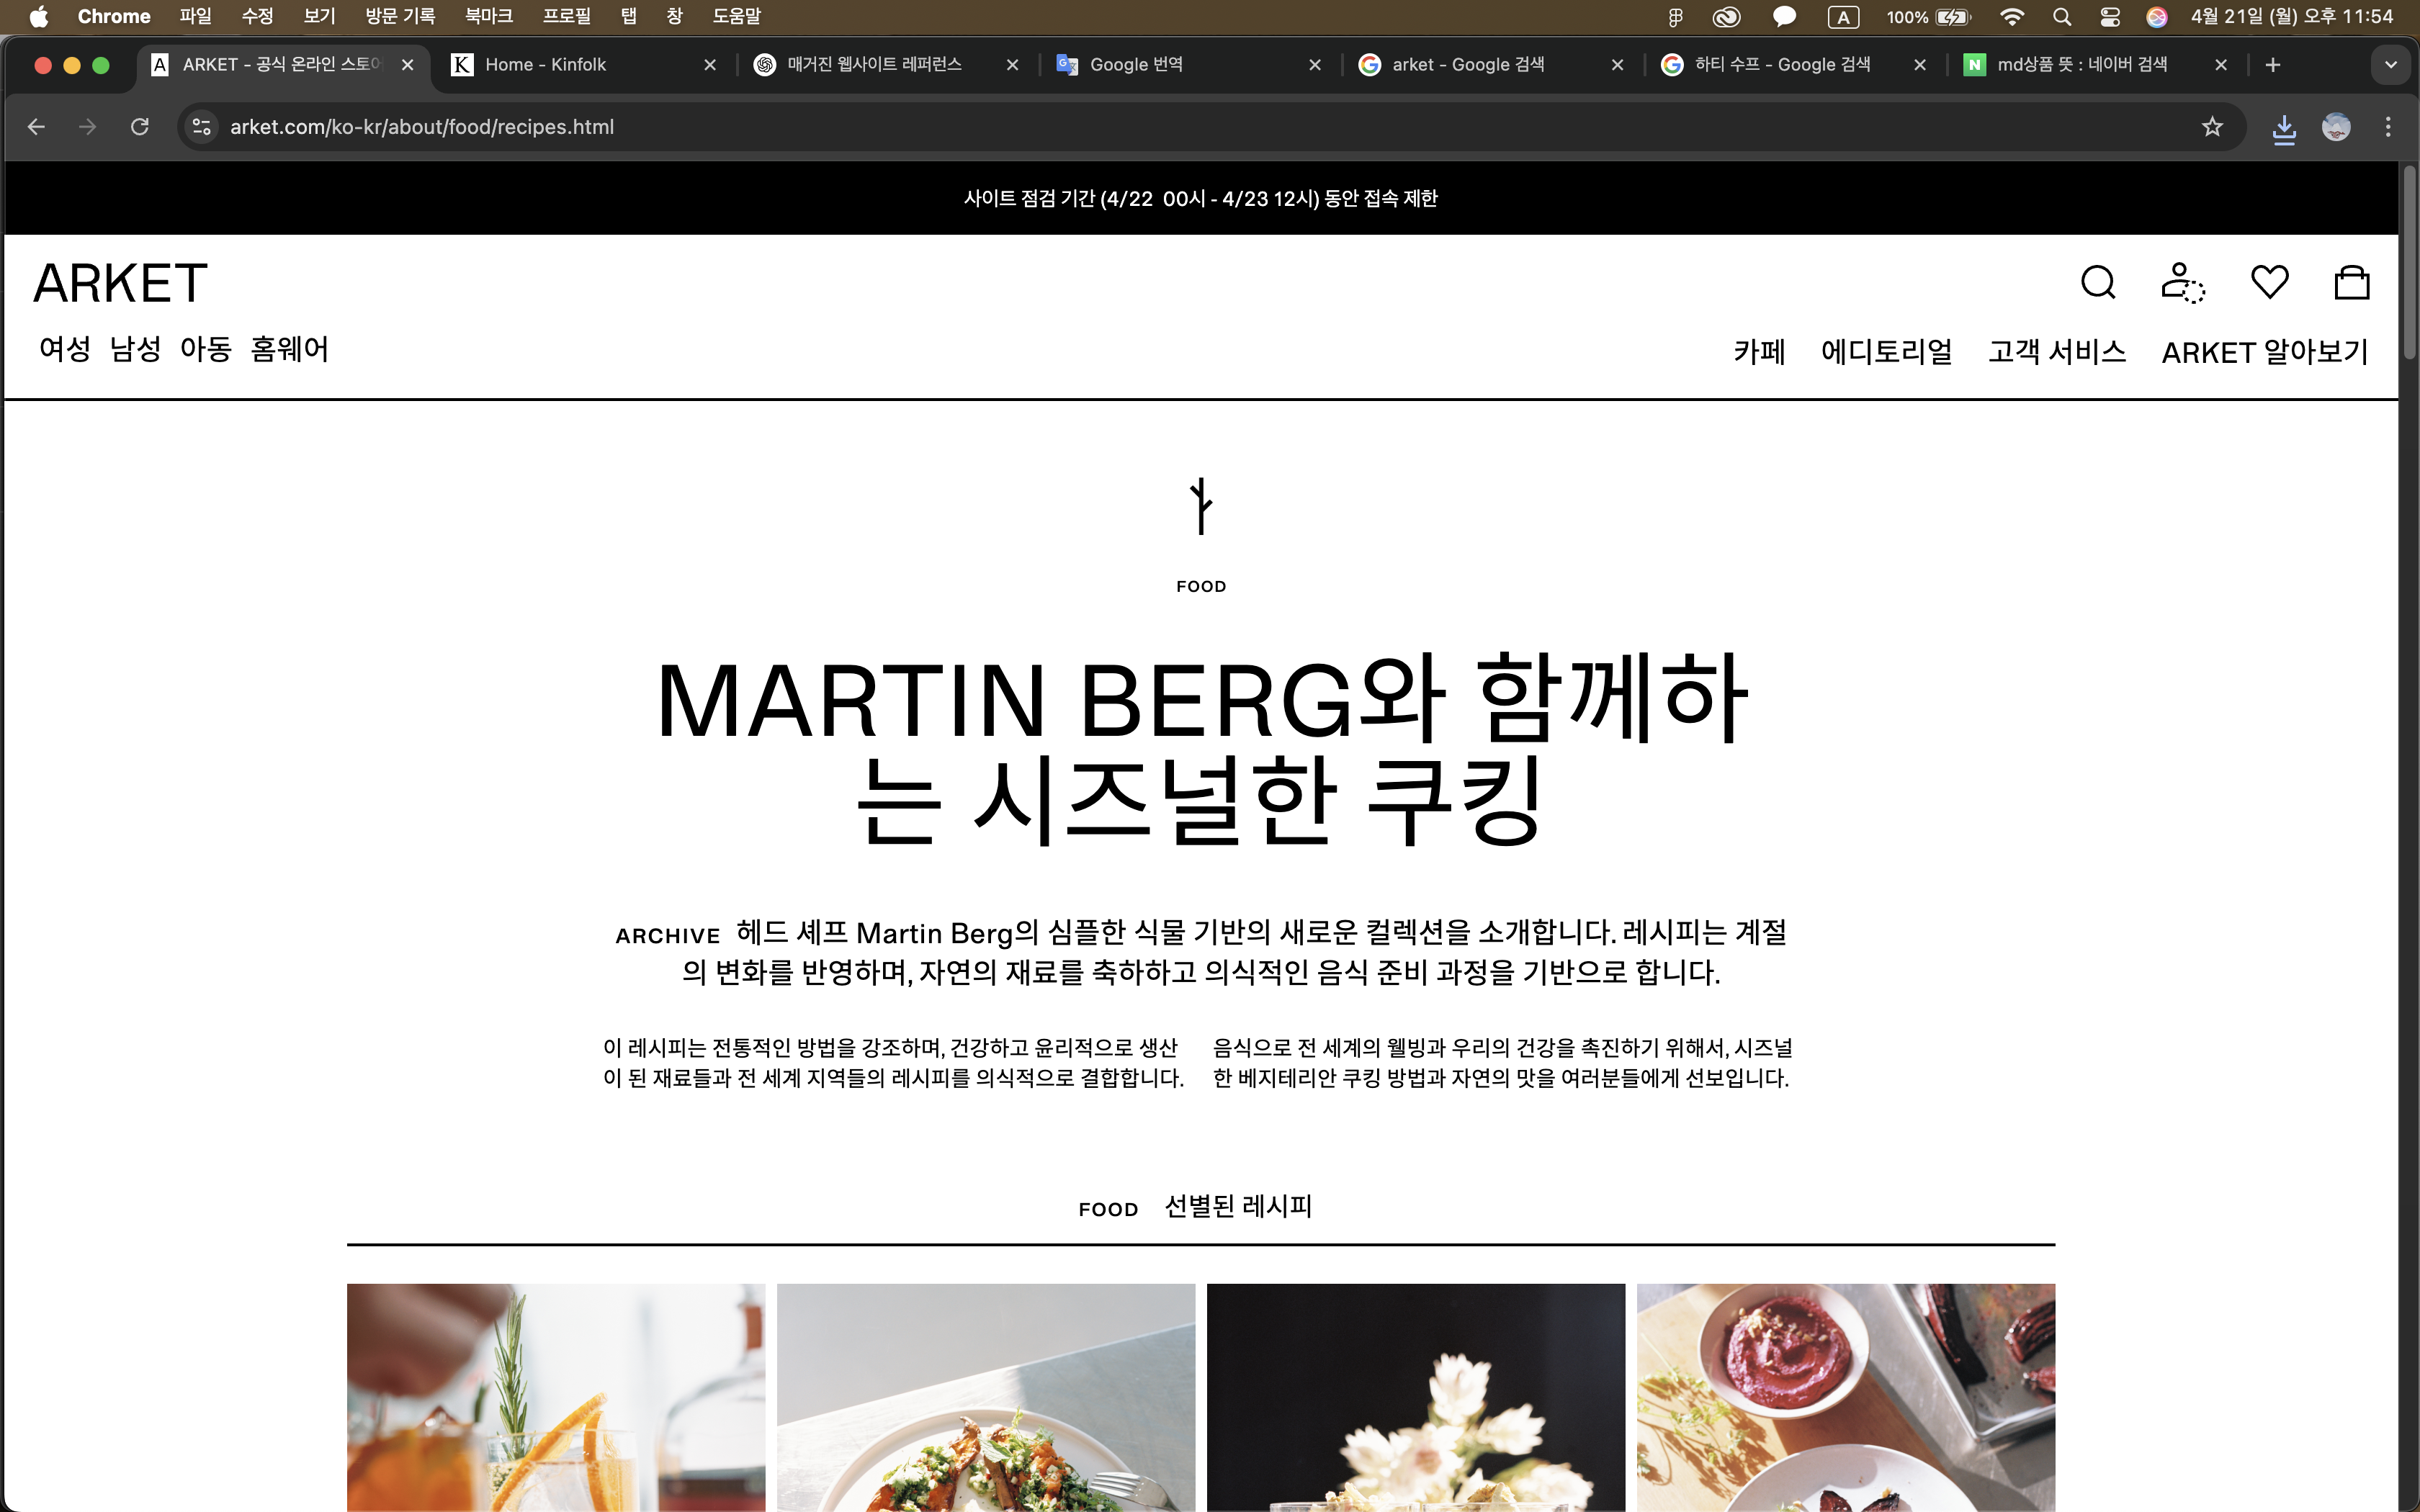 Chrome 파일 수정 보기 방문 기록 북마크 프로필 탭 창 도움말 A 100% 4월 21일 (월) 오후 11:54
A ARKET - 공식 온라인 스토어 K Home - Kinfolk 매거진 웹사이트 레퍼런스 Google 번역 G arket - Google 검색 G 하티 수프 - Google 검색 N md상품 뜻 : 네이버 검색
arket.com/ko-kr/about/food/recipes.html
사이트 점검 기간 (4/22 00시 - 4/23 12시) 동안 접속 제한
ARKET
여성 남성 아동 홈웨어 카페 에디토리얼 고객 서비스 ARKET 알아보기
FOOD
MARTIN BERG와 함께하
는 시즈널한 쿠킹
ARCHIVE 헤드 셰프 Martin Berg의 심플한 식물 기반의 새로운 컬렉션을 소개합니다. 레시피는 계절
의 변화를 반영하며, 자연의 재료를 축하하고 의식적인 음식 준비 과정을 기반으로 합니다.
이 레시피는 전통적인 방법을 강조하며, 건강하고 윤리적으로 생산
이 된 재료들과 전 세계 지역들의 레시피를 의식적으로 결합합니다.
음식으로 전 세계의 웰빙과 우리의 건강을 촉진하기 위해서, 시즈널
한 베지테리안 쿠킹 방법과 자연의 맛을 여러분들에게 선보입니다.
FOOD 선별된 레시피